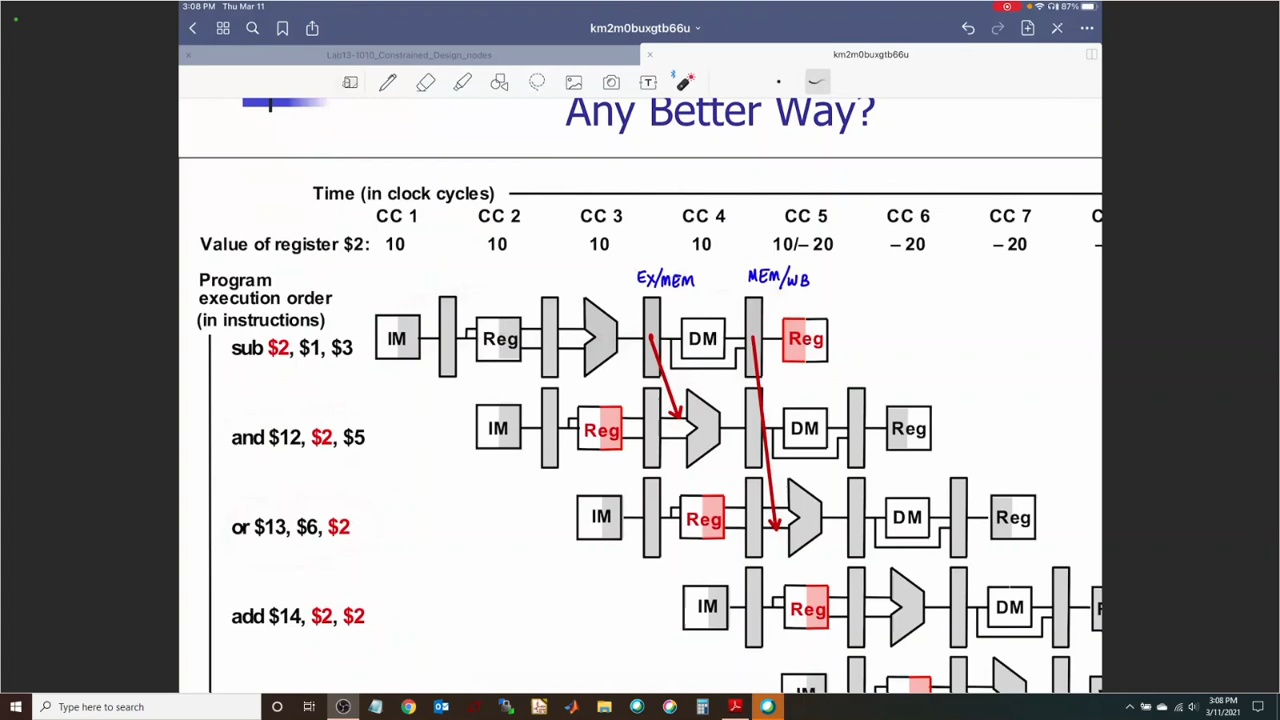 3:08 PM Thu Mar 11
87%
km2m0buxgtb66u
Lab13-1010_Constrained_Design_nodes
km2m0buxgtb66u
T
Any Better Way?
Time (in clock cycles)
CC 1 CC 2 CC 3 CC 4 CC 5 CC 6 CC 7 C
Value of register $2: 10 10 10 10 10/– 20 – 20 – 20 –
Program
execution order
(in instructions)
EX/MEM MEM/WB
sub $2, $1, $3
IM Reg DM Reg
and $12, $2, $5
IM Reg DM Reg
or $13, $6, $2
IM Reg DM Reg
add $14, $2, $2
IM Reg DM
IM
Type here to search
3:08 PM
3/11/2021